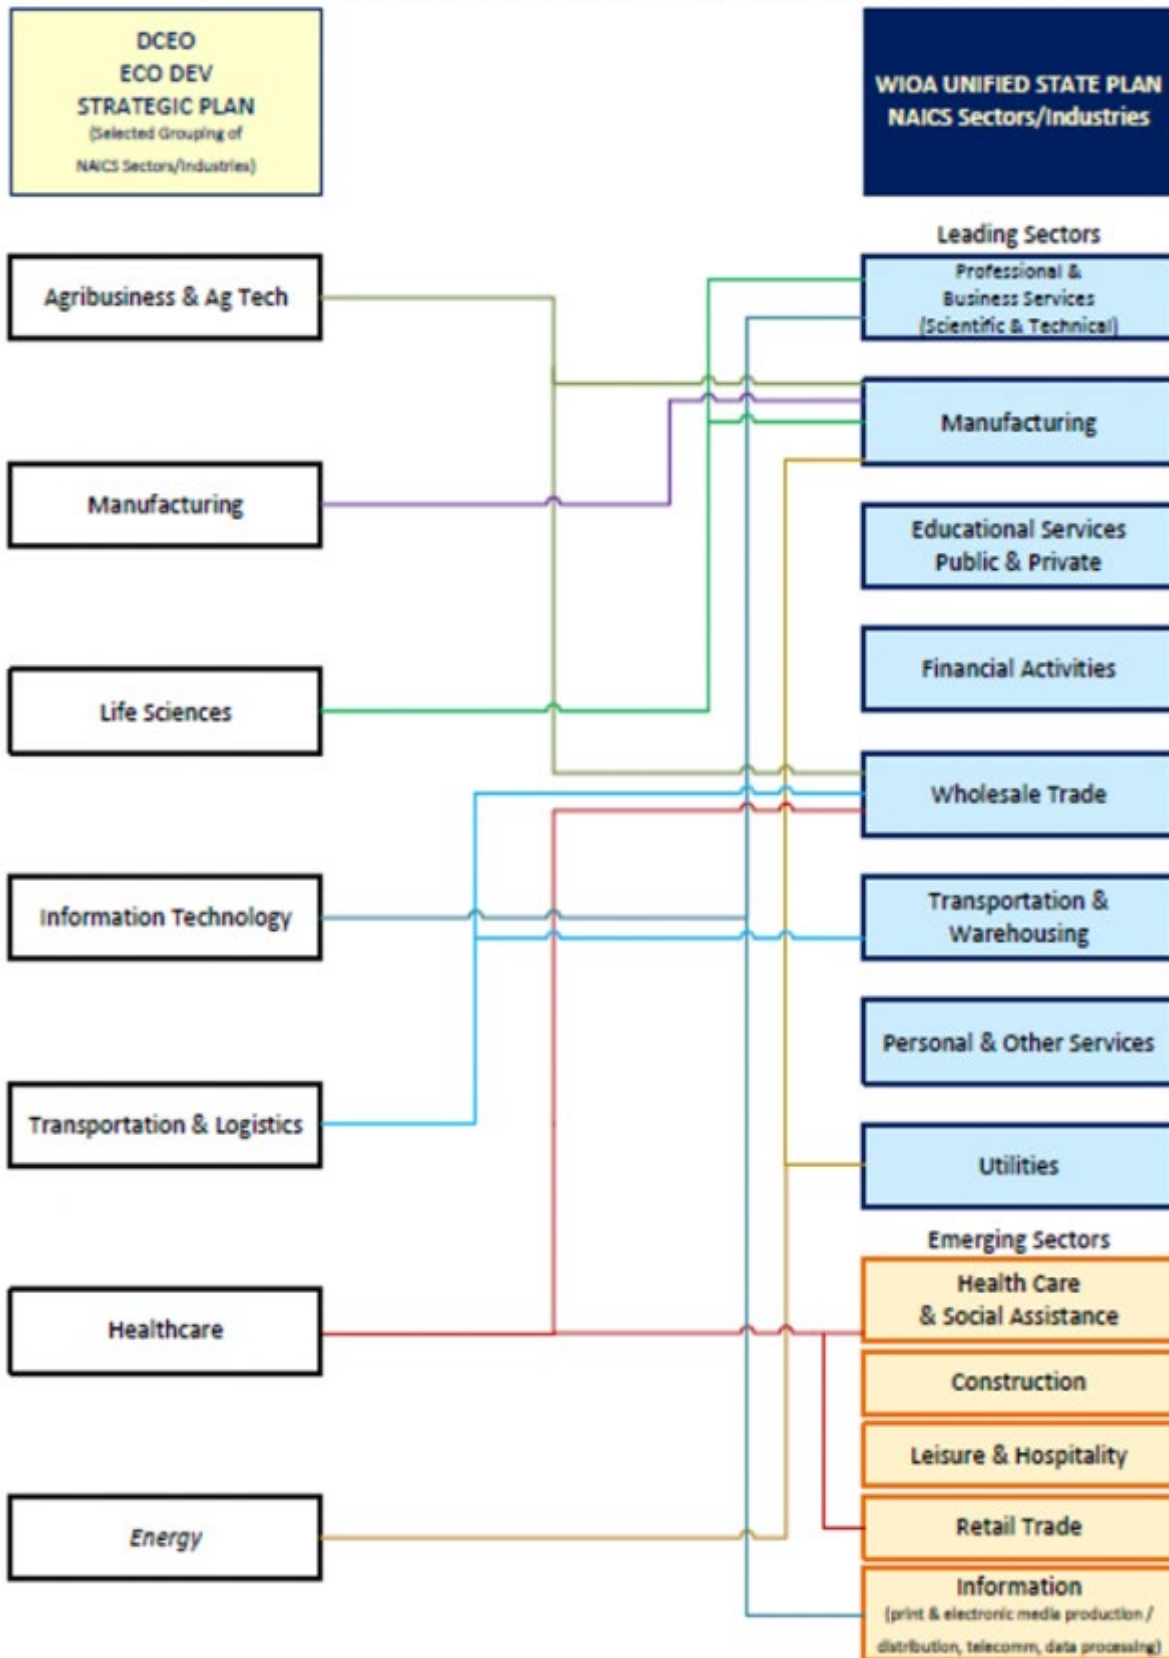 DCEO
ECO DEV
STRATEGIC PLAN
(Selected Grouping of
NAICS Sectors/Industries)
Agribusiness & Ag Tech
Manufacturing
Life Sciences
Information Technology
Transportation & Logistics
Healthcare
Energy
WIOA UNIFIED STATE PLAN
NAICS Sectors/Industries
Leading Sectors
Professional &
Business Services
(Scientific & Technical)
Manufacturing
Educational Services
Public & Private
Financial Activities
Wholesale Trade
Transportation &
Warehousing
Personal & Other Services
Utilities
Emerging Sectors
Health Care
& Social Assistance
Construction
Leisure & Hospitality
Retail Trade
Information
(print & electronic media production /
distribution, telecomm, data processing)